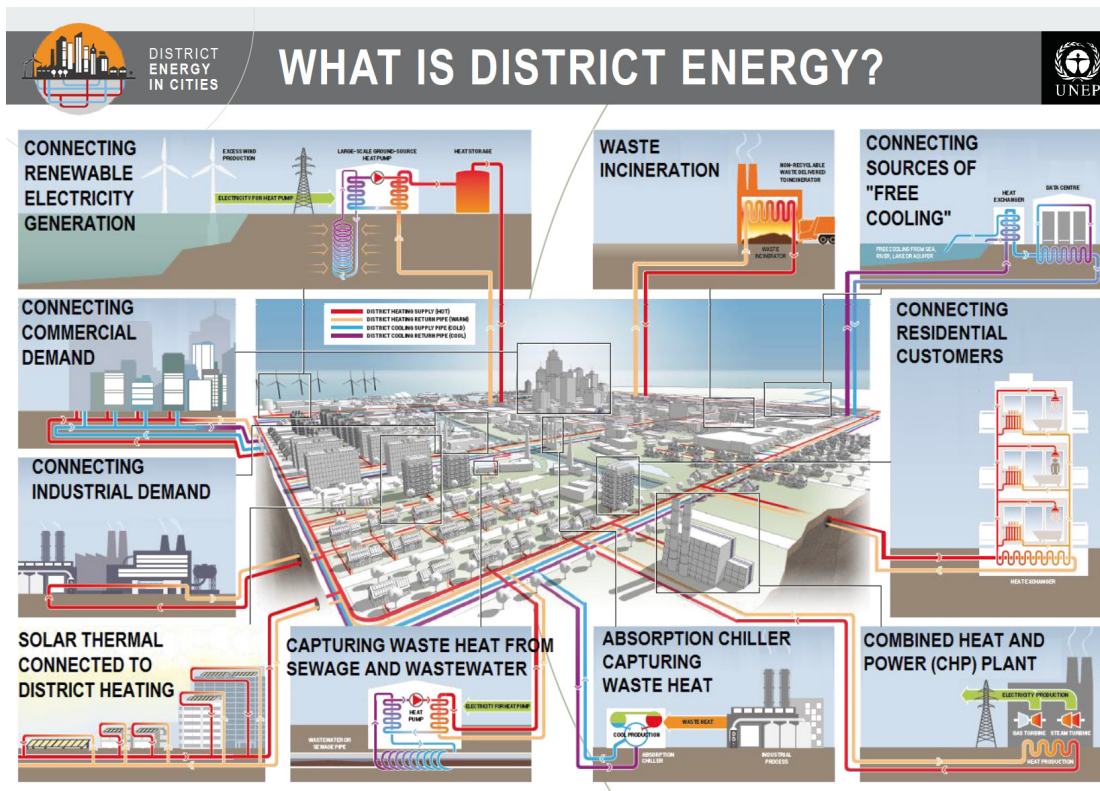 DISTRICT
ENERGY
IN CITIES
WHAT IS DISTRICT ENERGY?
UNEP
CONNECTING
RENEWABLE
ELECTRICITY
GENERATION
EXCESS WIND
PRODUCTION
LARGE-SCALE GROUND-SOURCE
HEAT PUMP
HEAT STORAGE
ELECTRICITY FOR HEAT PUMP
WASTE
INCINERATION
NON-RECYCLABLE
WASTE DELIVERED
TO INCINERATOR
WASTE
INCINERATOR
CONNECTING
SOURCES OF
"FREE
COOLING"
HEAT
EXCHANGER
DATA CENTRE
FREE COOLING FROM SEA,
RIVER, LAKE OR AQUIFER
CONNECTING
COMMERCIAL
DEMAND
DISTRICT HEATING SUPPLY (HOT)
DISTRICT HEATING RETURN PIPE (WARM)
DISTRICT COOLING SUPPLY PIPE (COLD)
DISTRICT COOLING RETURN PIPE (COOL)
CONNECTING
RESIDENTIAL
CUSTOMERS
HEAT EXHANGER
CONNECTING
INDUSTRIAL DEMAND
SOLAR THERMAL
CONNECTED TO
DISTRICT HEATING
CAPTURING WASTE HEAT FROM
SEWAGE AND WASTEWATER
HEAT
PUMP
ELECTRICITY FOR HEAT PUMP
WASTEWATER OR
SEWAGE PIPE
ABSORPTION CHILLER
CAPTURING
WASTE HEAT
WASTE HEAT
COOL PRODUCTION
ABSORPTION
CHILLER
INDUSTRIAL
PROCESS
COMBINED HEAT AND
POWER (CHP) PLANT
ELECTRICITY PRODUCTION
GAS TURBINE
STEAM TURBINE
HEAT PRODUCTION